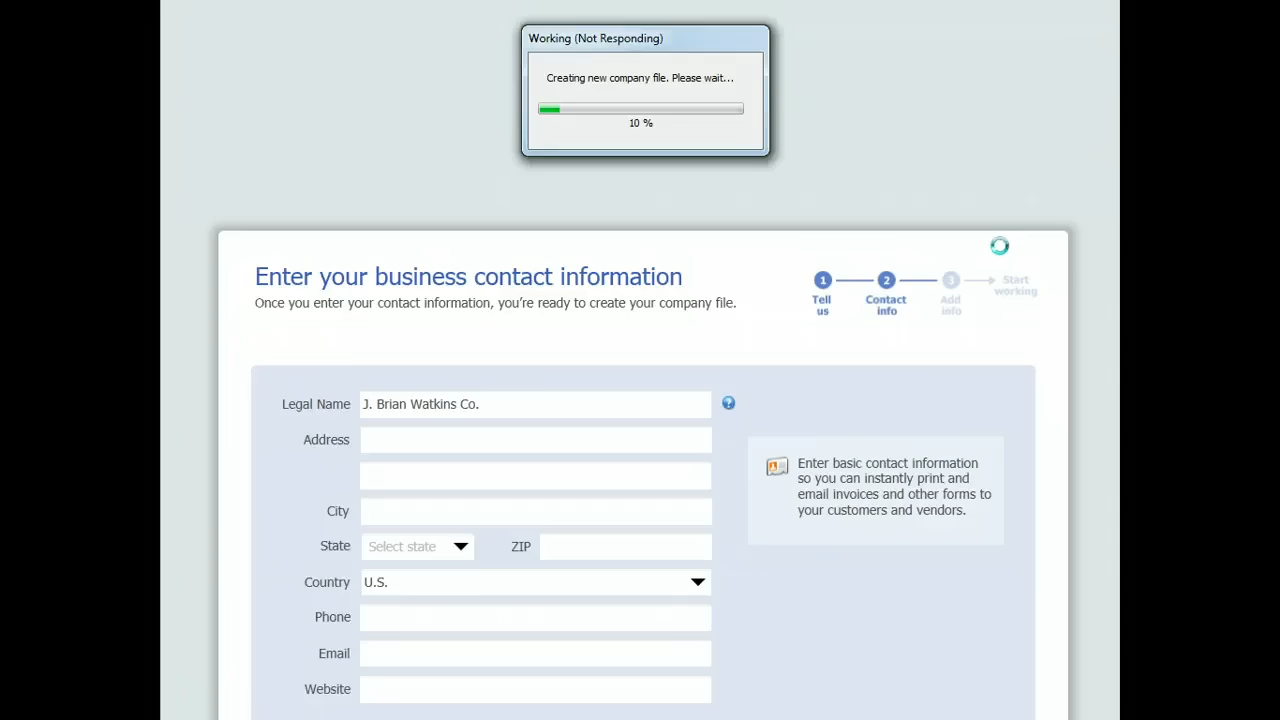 Working (Not Responding)
Creating new company file. Please wait...
10 %
Enter your business contact information
Once you enter your contact information, you're ready to create your company file.
1 2 3 Start working
Tell us
Contact info
Add info
Legal Name J. Brian Watkins Co. ?
Address
City
State Select state ZIP
Country U.S.
Phone
Email
Website
Enter basic contact information
so you can instantly print and
email invoices and other forms to
your customers and vendors.